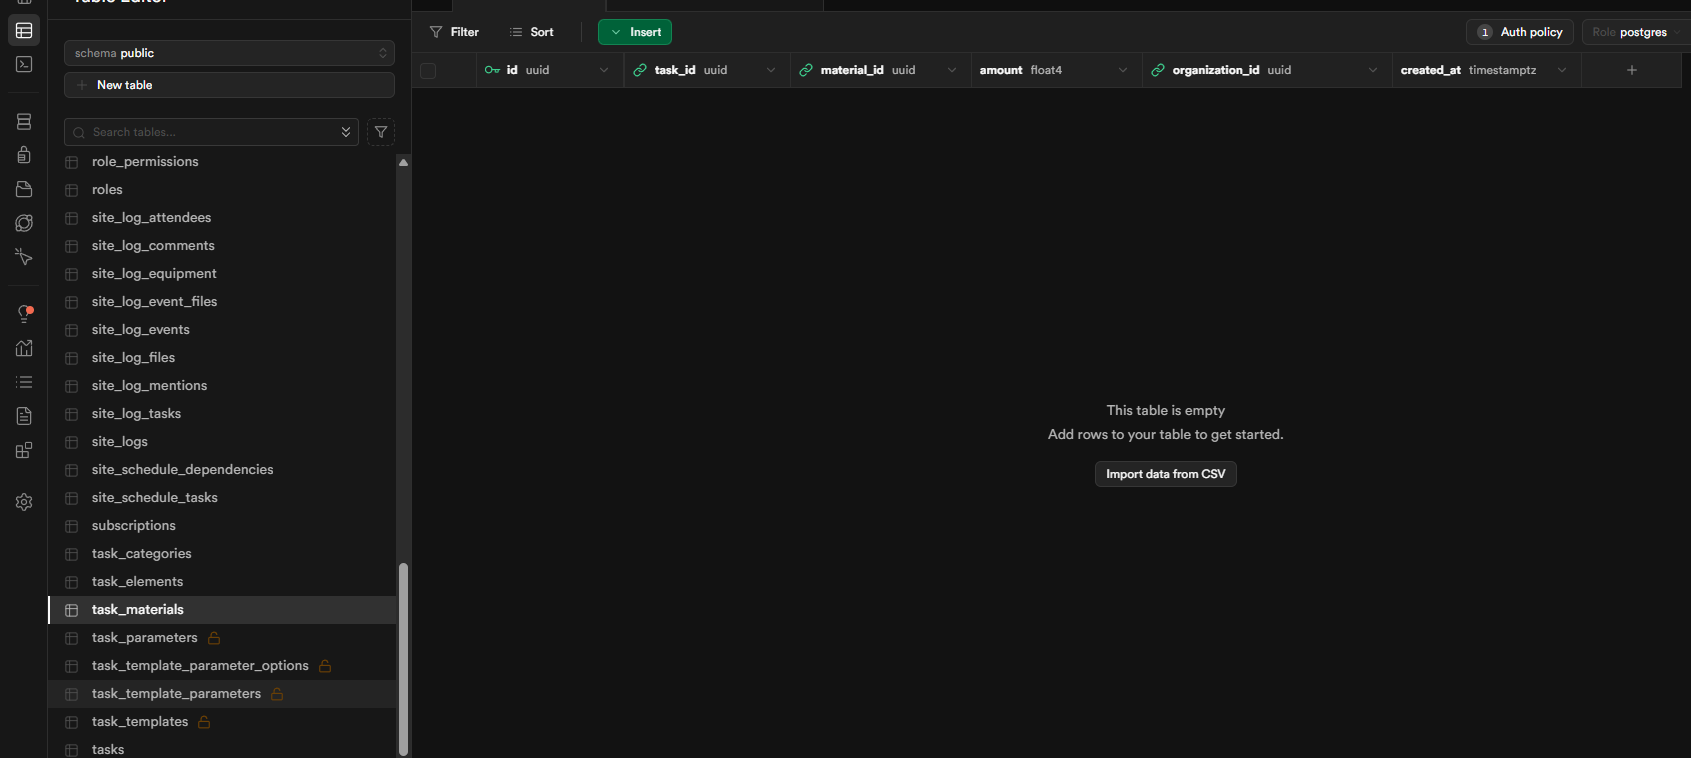 Table Editor
schema public
New table
Search tables...
role_permissions
roles
site_log_attendees
site_log_comments
site_log_equipment
site_log_event_files
site_log_events
site_log_files
site_log_mentions
site_log_tasks
site_logs
site_schedule_dependencies
site_schedule_tasks
subscriptions
task_categories
task_elements
task_materials
task_parameters
task_template_parameter_options
task_template_parameters
task_templates
tasks
Filter Sort Insert 1 Auth policy Role postgres
id uuid task_id uuid material_id uuid amount float4 organization_id uuid created_at timestamptz
This table is empty
Add rows to your table to get started.
Import data from CSV